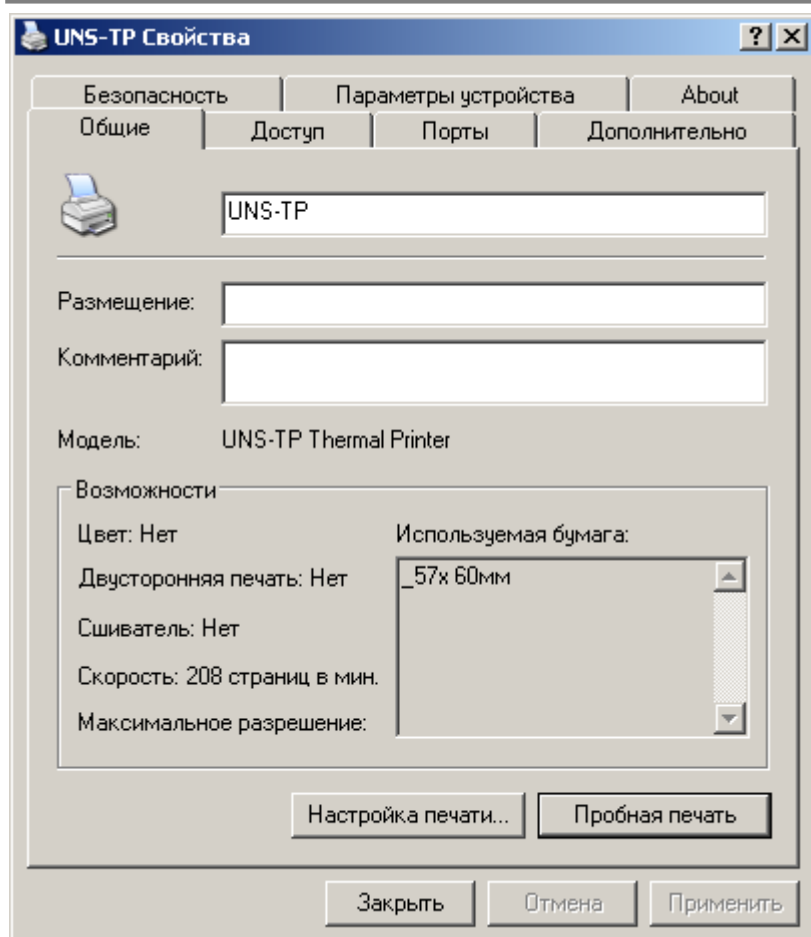 UNS-TP Свойства
Безопасность Параметры устройства About
Общие Доступ Порты Дополнительно
UNS-TP
Размещение:
Комментарий:
Модель: UNS-TP Thermal Printer
Возможности
Цвет: Нет Используемая бумага:
Двусторонняя печать: Нет _57x 60мм
Сшиватель: Нет
Скорость: 208 страниц в мин.
Максимальное разрешение:
Настройка печати... Пробная печать
Закрыть Отмена Применить